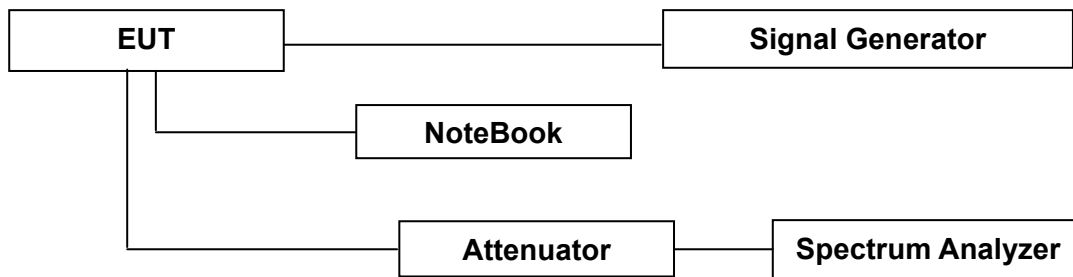 EUT
Signal Generator
NoteBook
Attenuator
Spectrum Analyzer